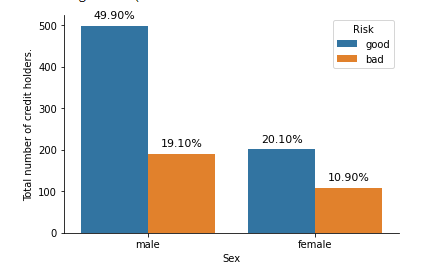 49.90%
500
Risk
good
bad
400
300
20.10%
19.10%
200
10.90%
100
0
male
female
Sex
Total number of credit holders.